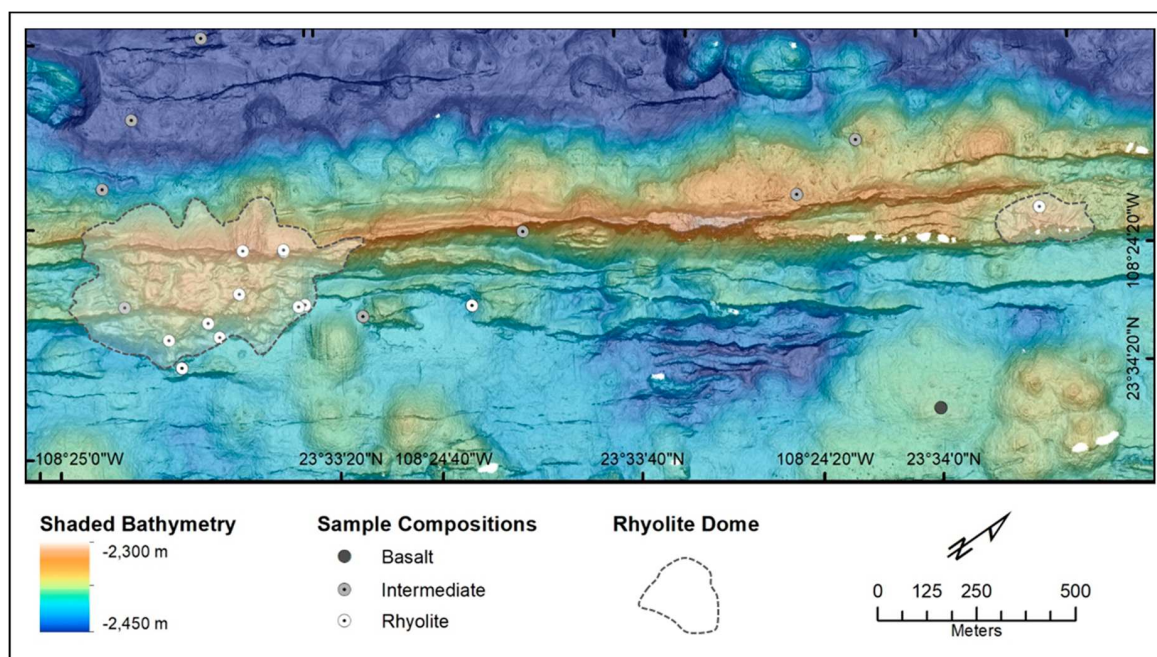 108°24'20"W
23°34'20"N
108°25'0"W 23°33'20"N 108°24'40"W 23°33'40"N 108°24'20"W 23°34'0"N
Shaded Bathymetry
-2,300 m
-2,450 m
Sample Compositions
Basalt
Intermediate
Rhyolite
Rhyolite Dome
N
0 125 250 500
Meters